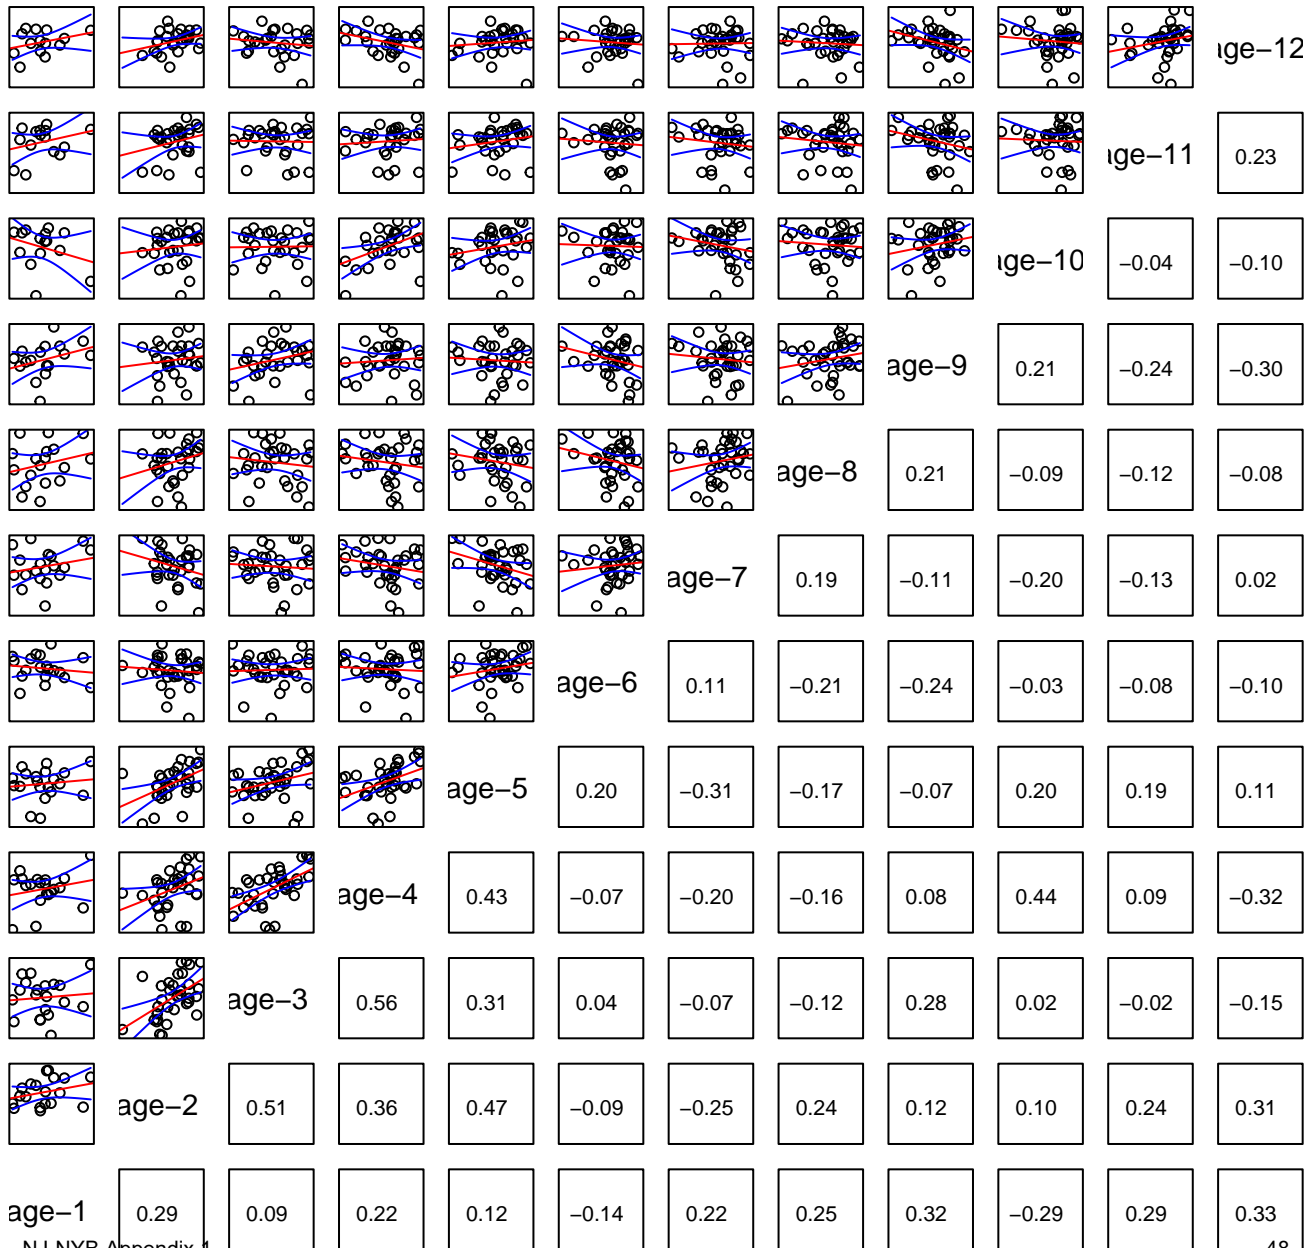 age−12
age−11 0.23
age−10 −0.04 −0.10
age−9 0.21 −0.24 −0.30
age−8 0.21 −0.09 −0.12 −0.08
age−7 0.19 −0.11 −0.20 −0.13 0.02
age−6 0.11 −0.21 −0.24 −0.03 −0.08 −0.10
age−5 0.20 −0.31 −0.17 −0.07 0.20 0.19 0.11
age−4 0.43 −0.07 −0.20 −0.16 0.08 0.44 0.09 −0.32
age−3 0.56 0.31 0.04 −0.07 −0.12 0.28 0.02 −0.02 −0.15
age−2 0.51 0.36 0.47 −0.09 −0.25 0.24 0.12 0.10 0.24 0.31
age−1 0.29 0.09 0.22 0.12 −0.14 0.22 0.25 0.32 −0.29 0.29 0.33
NJ-NYB Appendix 1 48